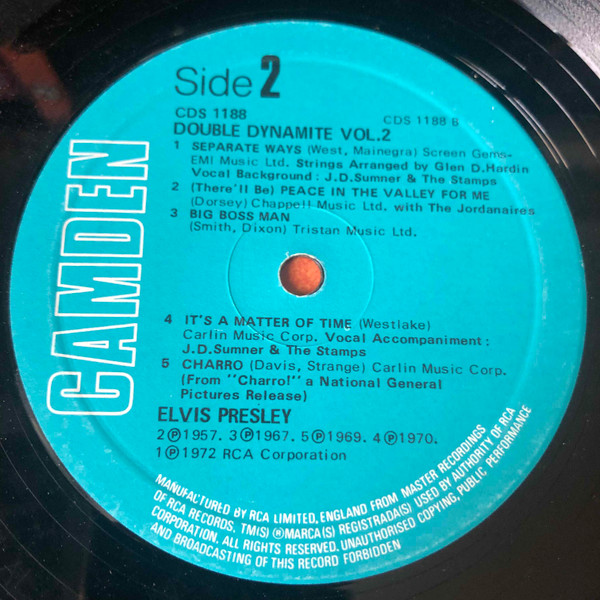 CAMDEN
Side 2
CDS 1188
CDS 1188 B
DOUBLE DYNAMITE VOL.2
1 SEPARATE WAYS (West, Mainegra) Screen Gems-
EMI Music Ltd. Strings Arranged by Glen D.Hardin
Vocal Background : J.D.Sumner & The Stamps
2 (There'll Be) PEACE IN THE VALLEY FOR ME
(Dorsey) Chappell Music Ltd. with The Jordanaires
3 BIG BOSS MAN
(Smith, Dixon) Tristan Music Ltd.
4 IT'S A MATTER OF TIME (Westlake)
Carlin Music Corp. Vocal Accompaniment :
J.D.Sumner & The Stamps
5 CHARRO (Davis, Strange) Carlin Music Corp.
(From "Charro!" a National General
Pictures Release)
ELVIS PRESLEY
2℗1957. 3℗1967. 5℗1969. 4℗1970.
1℗1972 RCA Corporation
MANUFACTURED BY RCA LIMITED, ENGLAND FROM MASTER RECORDINGS
OF RCA RECORDS. TM(S) ®MARCA(S) REGISTRADA(S) USED BY AUTHORITY OF RCA
CORPORATION. ALL RIGHTS RESERVED. UNAUTHORISED COPYING, PUBLIC PERFORMANCE
AND BROADCASTING OF THIS RECORD FORBIDDEN